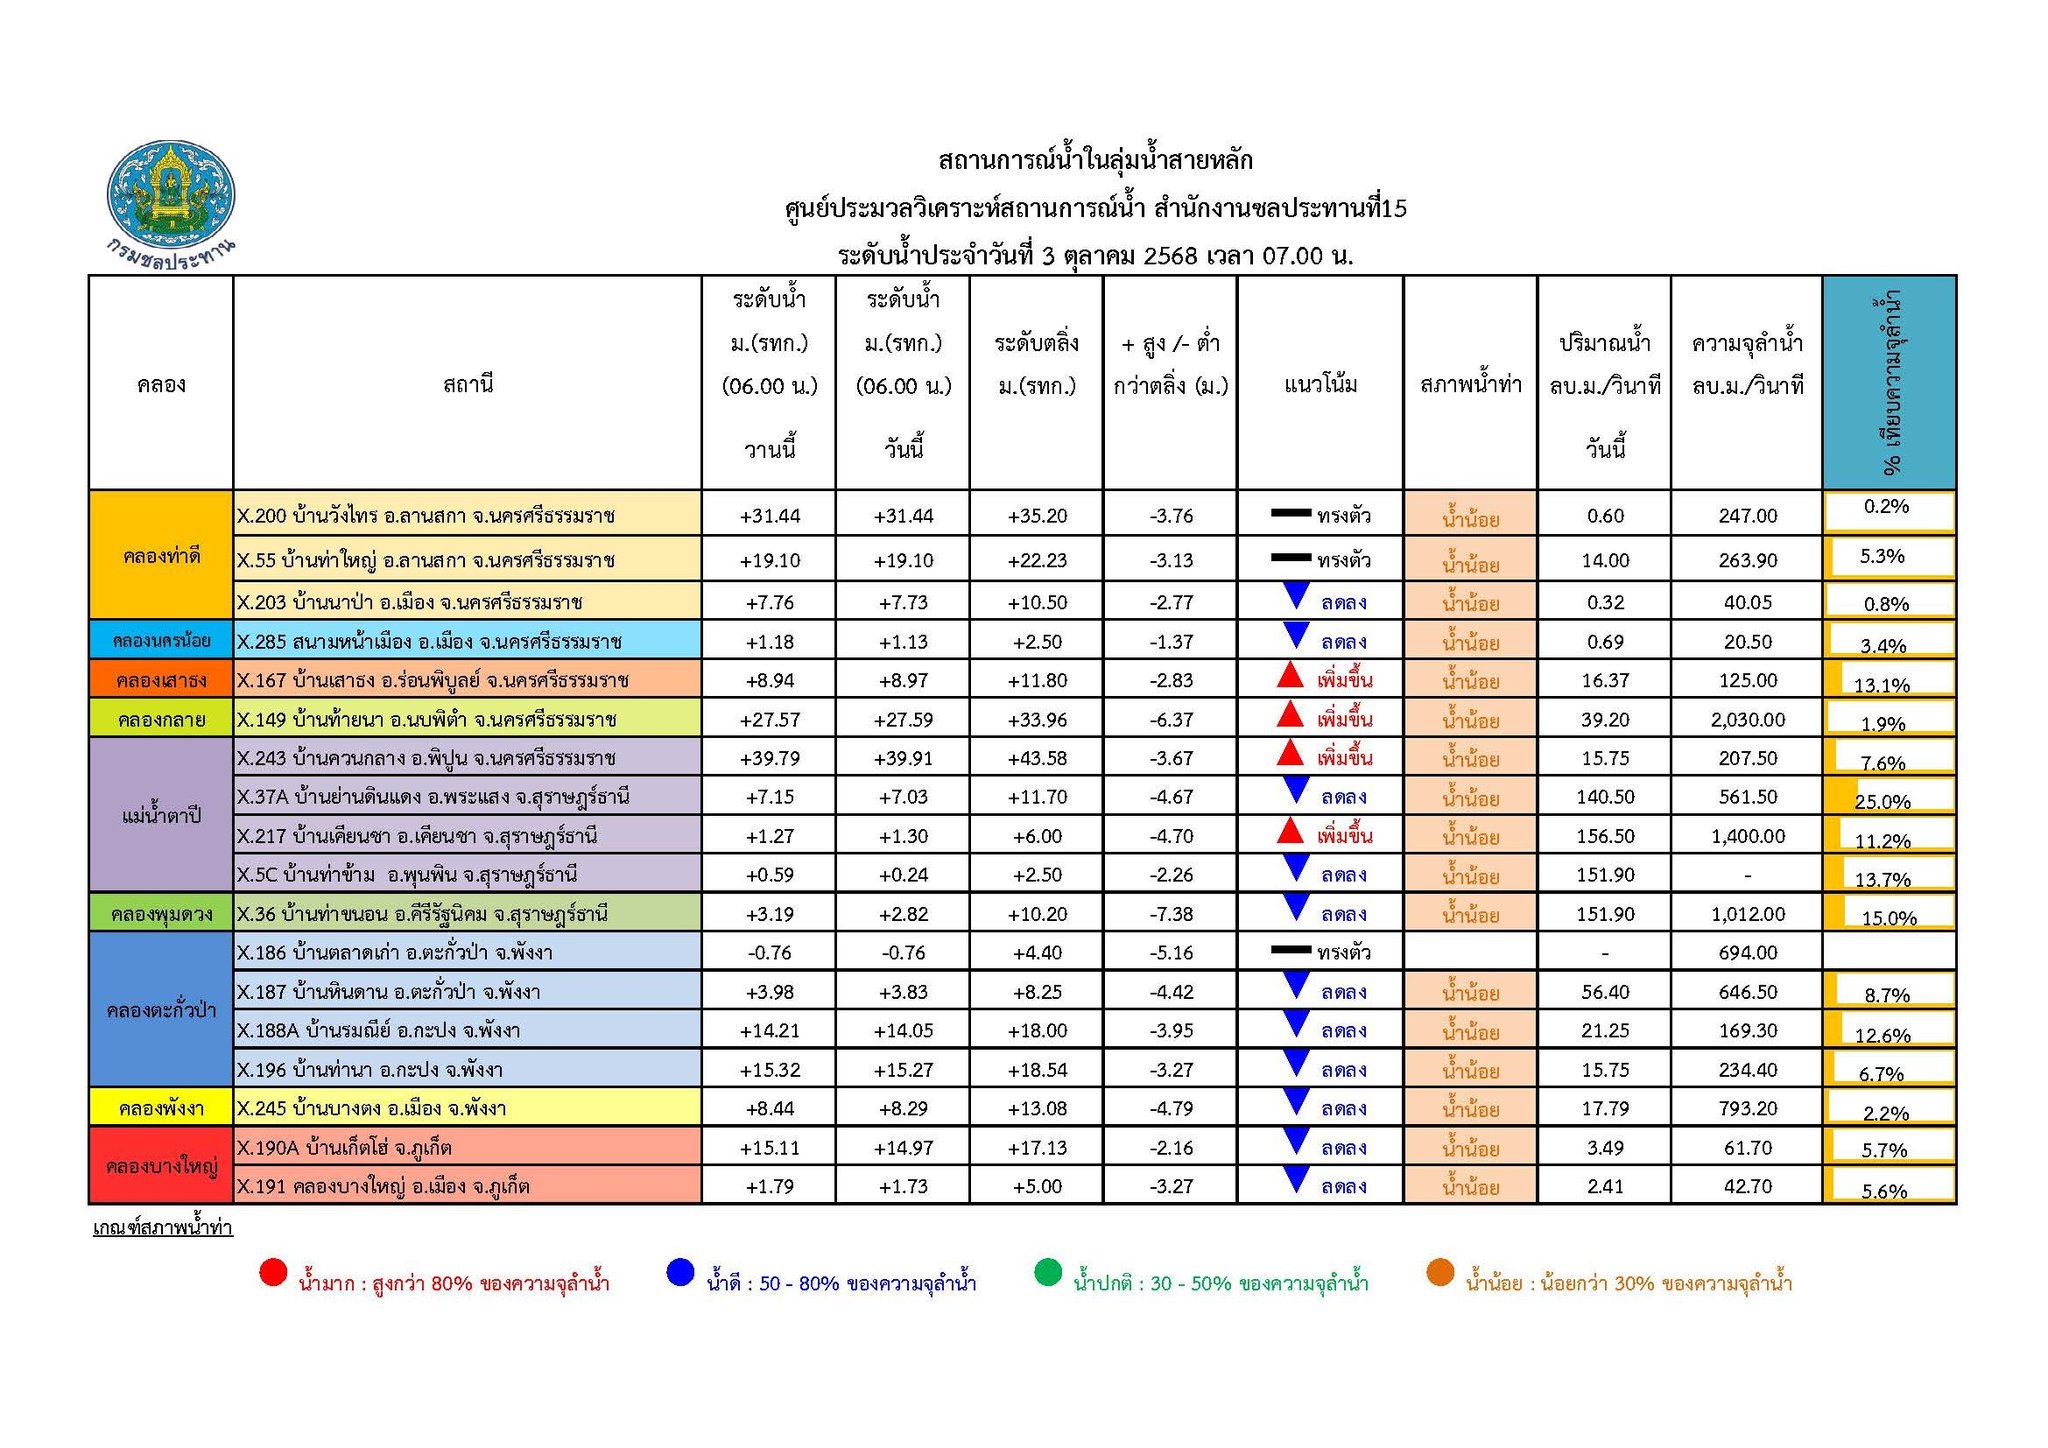 กรมชลประทาน
สถานการณ์น้ำในลุ่มน้ำสายหลัก
ศูนย์ประมวลวิเคราะห์สถานการณ์น้ำ สำนักงานชลประทานที่15
ระดับน้ำประจำวันที่ 3 ตุลาคม 2568 เวลา 07.00 น.
คลอง สถานี ระดับน้ำ ม.(รทก.) (06.00 น.) วานนี้ ระดับน้ำ ม.(รทก.) (06.00 น.) วันนี้ ระดับตลิ่ง ม.(รทก.) + สูง /- ต่ำ กว่าตลิ่ง (ม.) แนวโน้ม สภาพน้ำท่า ปริมาณน้ำ ลบ.ม./วินาที วันนี้ ความจุลำน้ำ ลบ.ม./วินาที % เทียบความจุลำน้ำ
คลองท่าดี X.200 บ้านวังไทร อ.ลานสกา จ.นครศรีธรรมราช +31.44 +31.44 +35.20 -3.76 ทรงตัว น้ำน้อย 0.60 247.00 0.2%
X.55 บ้านท่าใหญ่ อ.ลานสกา จ.นครศรีธรรมราช +19.10 +19.10 +22.23 -3.13 ทรงตัว น้ำน้อย 14.00 263.90 5.3%
X.203 บ้านนาป่า อ.เมือง จ.นครศรีธรรมราช +7.76 +7.73 +10.50 -2.77 ลดลง น้ำน้อย 0.32 40.05 0.8%
คลองนครน้อย X.285 สนามหน้าเมือง อ.เมือง จ.นครศรีธรรมราช +1.18 +1.13 +2.50 -1.37 ลดลง น้ำน้อย 0.69 20.50 3.4%
คลองเสาธง X.167 บ้านเสาธง อ.ร่อนพิบูลย์ จ.นครศรีธรรมราช +8.94 +8.97 +11.80 -2.83 เพิ่มขึ้น น้ำน้อย 16.37 125.00 13.1%
คลองกลาย X.149 บ้านท้ายนา อ.นบพิตำ จ.นครศรีธรรมราช +27.57 +27.59 +33.96 -6.37 เพิ่มขึ้น น้ำน้อย 39.20 2,030.00 1.9%
แม่น้ำตาปี X.243 บ้านควนกลาง อ.พิปูน จ.นครศรีธรรมราช +39.79 +39.91 +43.58 -3.67 เพิ่มขึ้น น้ำน้อย 15.75 207.50 7.6%
X.37A บ้านย่านดินแดง อ.พระแสง จ.สุราษฎร์ธานี +7.15 +7.03 +11.70 -4.67 ลดลง น้ำน้อย 140.50 561.50 25.0%
X.217 บ้านเคียนซา อ.เคียนซา จ.สุราษฎร์ธานี +1.27 +1.30 +6.00 -4.70 เพิ่มขึ้น น้ำน้อย 156.50 1,400.00 11.2%
X.5C บ้านท่าข้าม อ.พุนพิน จ.สุราษฎร์ธานี +0.59 +0.24 +2.50 -2.26 ลดลง น้ำน้อย 151.90 - 13.7%
คลองพุมดวง X.36 บ้านท่าขนอน อ.คีรีรัฐนิคม จ.สุราษฎร์ธานี +3.19 +2.82 +10.20 -7.38 ลดลง น้ำน้อย 151.90 1,012.00 15.0%
คลองตะกั่วป่า X.186 บ้านตลาดเก่า อ.ตะกั่วป่า จ.พังงา -0.76 -0.76 +4.40 -5.16 ทรงตัว - 694.00
X.187 บ้านหินดาน อ.ตะกั่วป่า จ.พังงา +3.98 +3.83 +8.25 -4.42 ลดลง น้ำน้อย 56.40 646.50 8.7%
X.188A บ้านรมณีย์ อ.กะปง จ.พังงา +14.21 +14.05 +18.00 -3.95 ลดลง น้ำน้อย 21.25 169.30 12.6%
X.196 บ้านท่านา อ.กะปง จ.พังงา +15.32 +15.27 +18.54 -3.27 ลดลง น้ำน้อย 15.75 234.40 6.7%
คลองพังงา X.245 บ้านบางตง อ.เมือง จ.พังงา +8.44 +8.29 +13.08 -4.79 ลดลง น้ำน้อย 17.79 793.20 2.2%
คลองบางใหญ่ X.190A บ้านเก็ตโฮ่ จ.ภูเก็ต +15.11 +14.97 +17.13 -2.16 ลดลง น้ำน้อย 3.49 61.70 5.7%
X.191 คลองบางใหญ่ อ.เมือง จ.ภูเก็ต +1.79 +1.73 +5.00 -3.27 ลดลง น้ำน้อย 2.41 42.70 5.6%
เกณฑ์สภาพน้ำท่า
น้ำมาก : สูงกว่า 80% ของความจุลำน้ำ น้ำดี : 50 - 80% ของความจุลำน้ำ น้ำปกติ : 30 - 50% ของความจุลำน้ำ น้ำน้อย : น้อยกว่า 30% ของความจุลำน้ำ